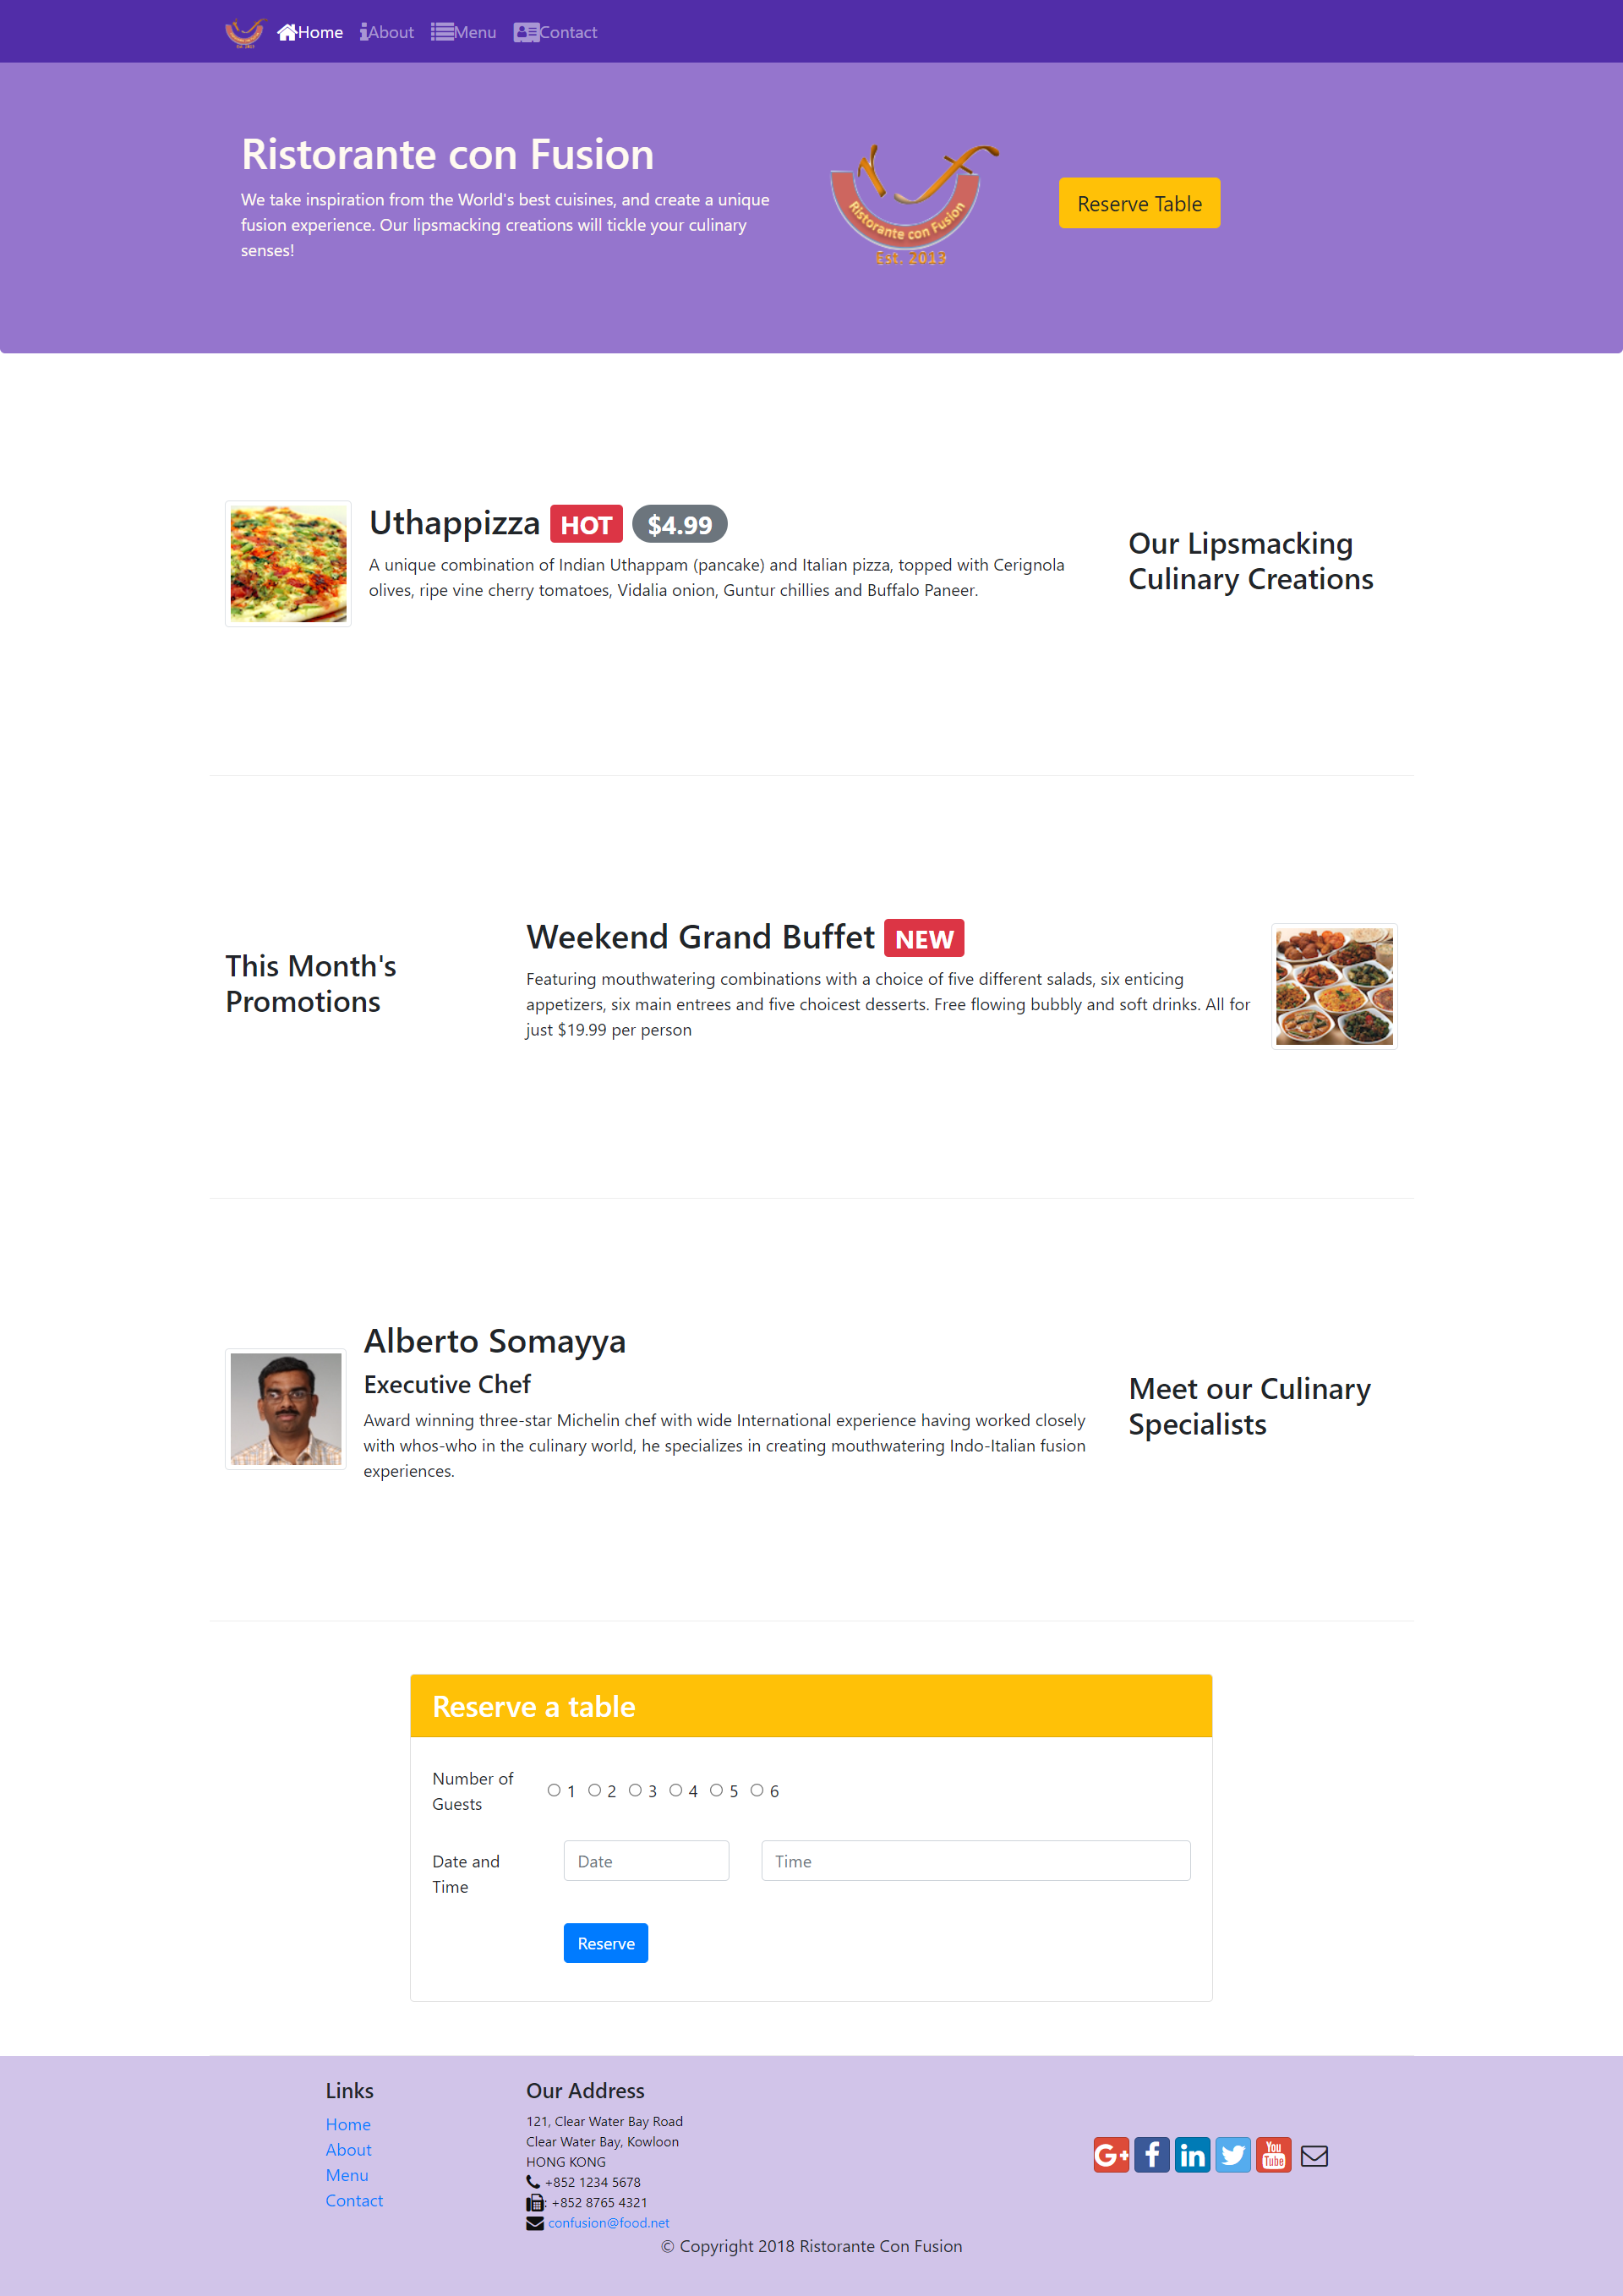 Home About Menu Contact
Ristorante con Fusion
We take inspiration from the World's best cuisines, and create a unique
fusion experience. Our lipsmacking creations will tickle your culinary
senses!
Ristorante con Fusion
Est. 2013
Reserve Table
Uthappizza HOT $4.99
A unique combination of Indian Uthappam (pancake) and Italian pizza, topped with Cerignola
olives, ripe vine cherry tomatoes, Vidalia onion, Guntur chillies and Buffalo Paneer.
Our Lipsmacking
Culinary Creations
This Month's
Promotions
Weekend Grand Buffet NEW
Featuring mouthwatering combinations with a choice of five different salads, six enticing
appetizers, six main entrees and five choicest desserts. Free flowing bubbly and soft drinks. All for
just $19.99 per person
Alberto Somayya
Executive Chef
Award winning three-star Michelin chef with wide International experience having worked closely
with whos-who in the culinary world, he specializes in creating mouthwatering Indo-Italian fusion
experiences.
Meet our Culinary
Specialists
Reserve a table
Number of
Guests
1 2 3 4 5 6
Date and
Time
Date
Time
Reserve
Links
Home
About
Menu
Contact
Our Address
121, Clear Water Bay Road
Clear Water Bay, Kowloon
HONG KONG
+852 1234 5678
: +852 8765 4321
confusion@food.net
G+ f in You Tube
© Copyright 2018 Ristorante Con Fusion